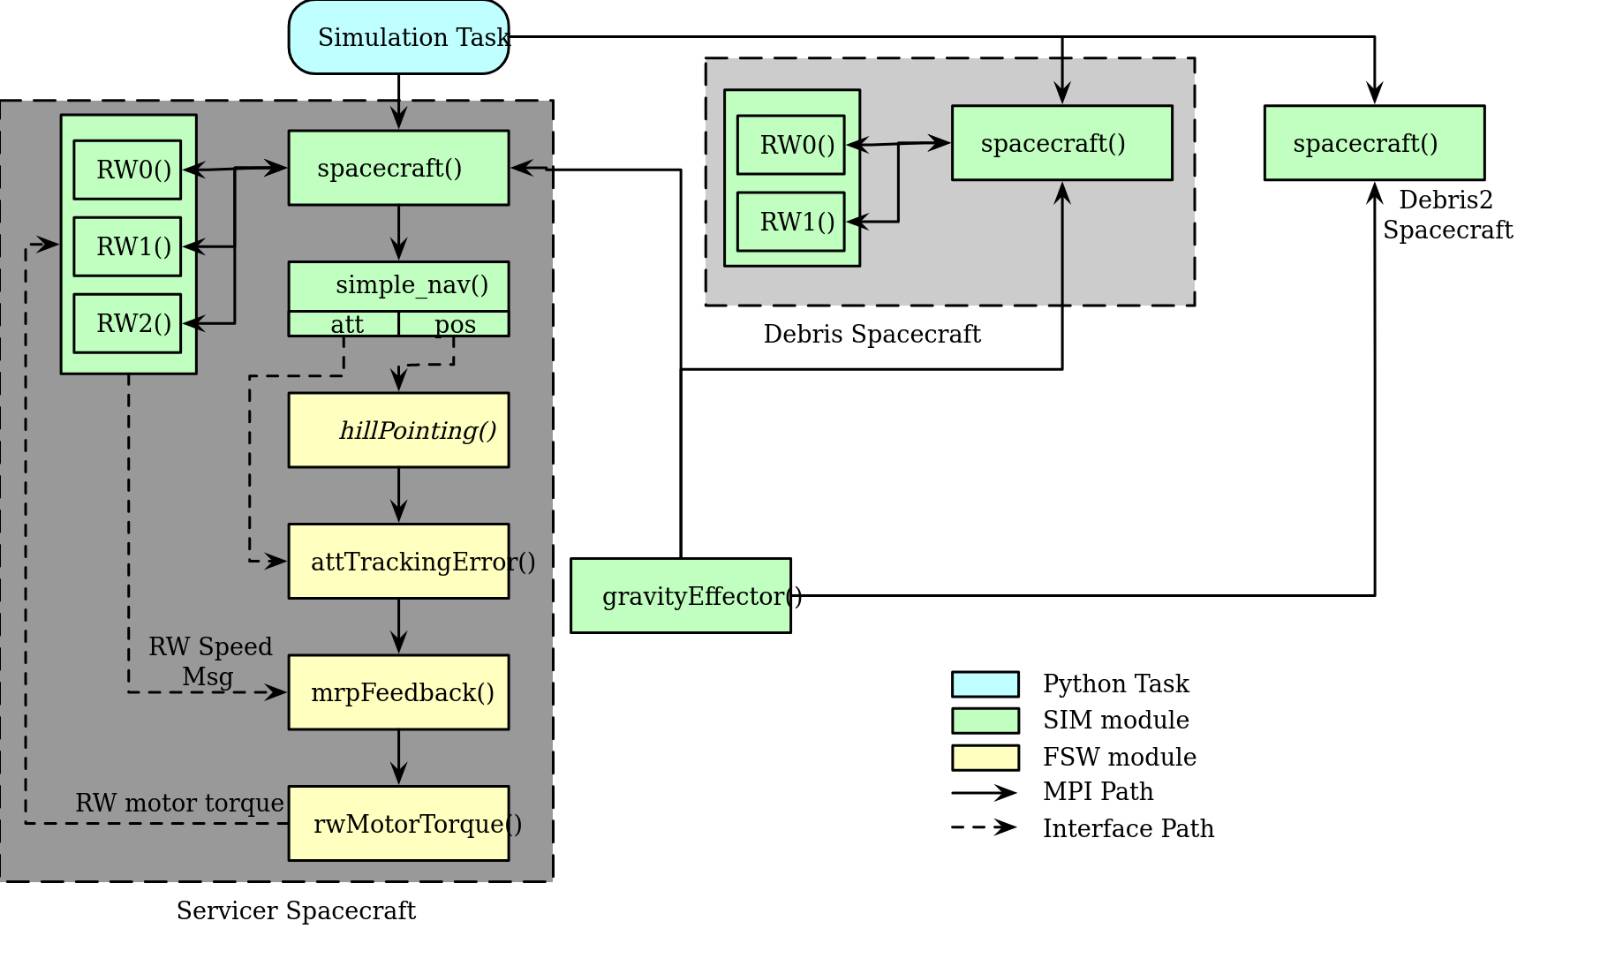 Simulation Task
RW0()
RW1()
RW2()
spacecraft()
simple_nav()
att
pos
hillPointing()
attTrackingError()
RW Speed
Msg
mrpFeedback()
RW motor torque
rwMotorTorque()
Servicer Spacecraft
RW0()
RW1()
spacecraft()
Debris Spacecraft
spacecraft()
Debris2
Spacecraft
gravityEffector()
Python Task
SIM module
FSW module
MPI Path
Interface Path